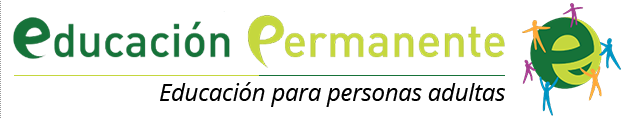 educación Permanente
Educación para personas adultas
e